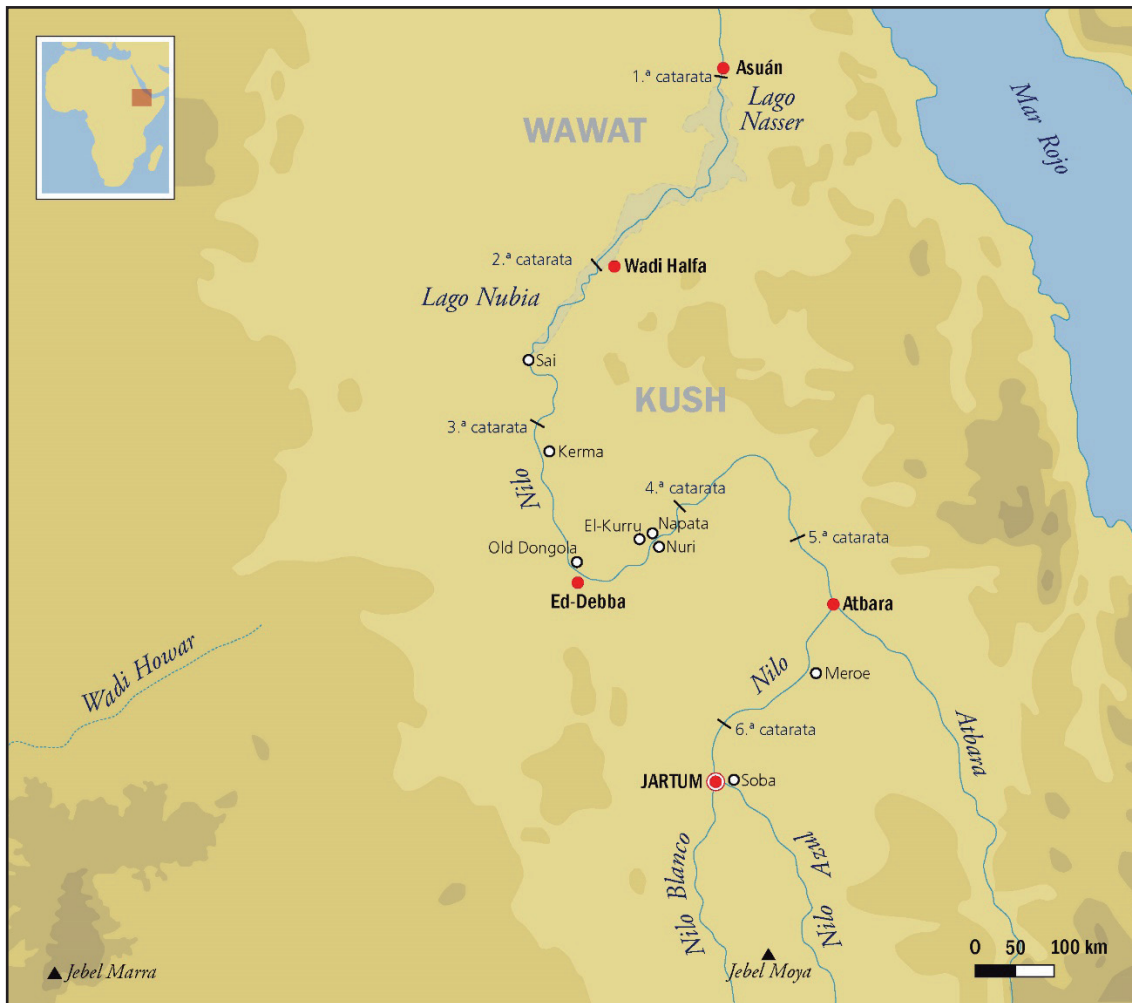 Asuán
1.ª catarata
Lago
Nasser
Mar Rojo
WAWAT
2.ª catarata
Wadi Halfa
Lago Nubia
Sai
KUSH
3.ª catarata
Kerma
Nilo
4.ª catarata
El-Kurru
Napata
Nuri
5.ª catarata
Old Dongola
Ed-Debba
Atbara
Wadi Howar
Nilo
Meroe
Atbara
6.ª catarata
JARTUM
Soba
Nilo Blanco
Nilo Azul
0 50 100 km
Jebel Marra
Jebel Moya